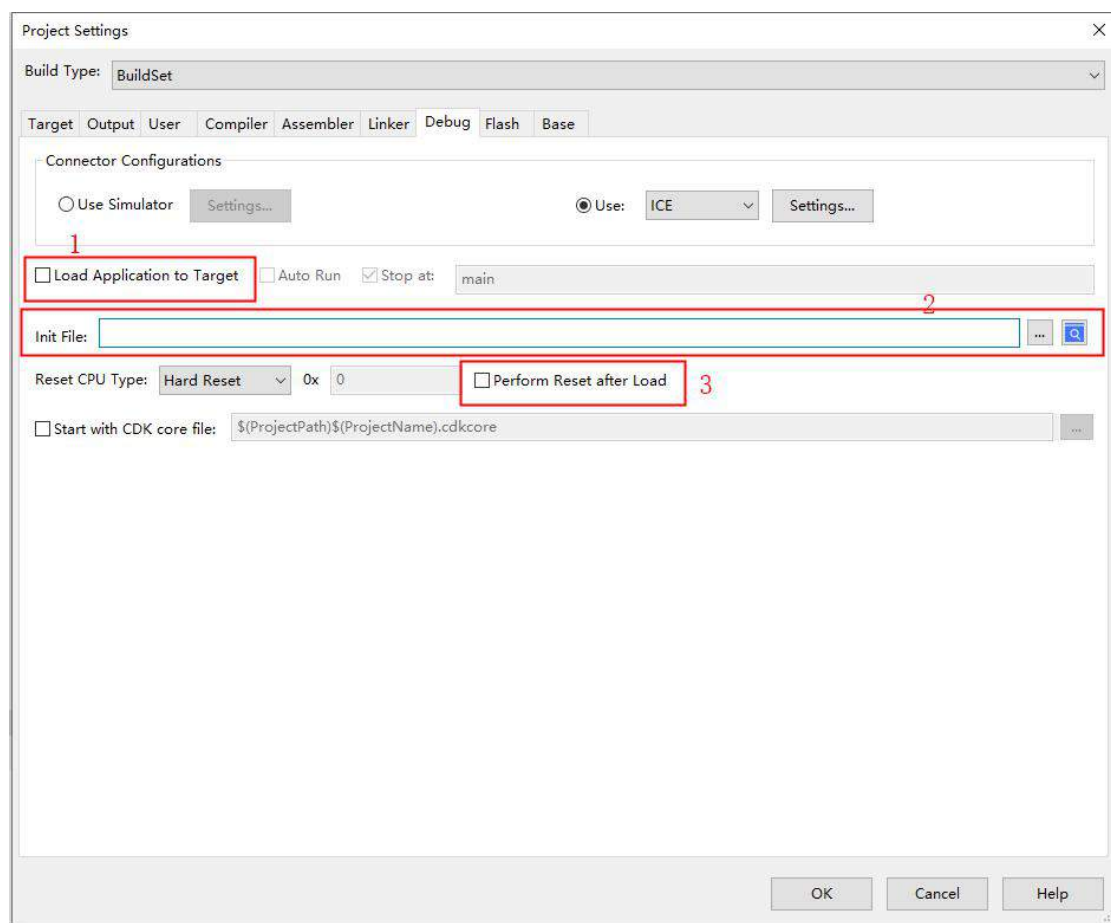 Project Settings
Build Type: BuildSet
Target Output User Compiler Assembler Linker Debug Flash Base
Connector Configurations
Use Simulator Settings... Use: ICE Settings...
1
Load Application to Target Auto Run Stop at: main
2
Init File: ...
Reset CPU Type: Hard Reset 0x 0 Perform Reset after Load 3
Start with CDK core file: $(ProjectPath)$(ProjectName).cdkcore ...
OK Cancel Help